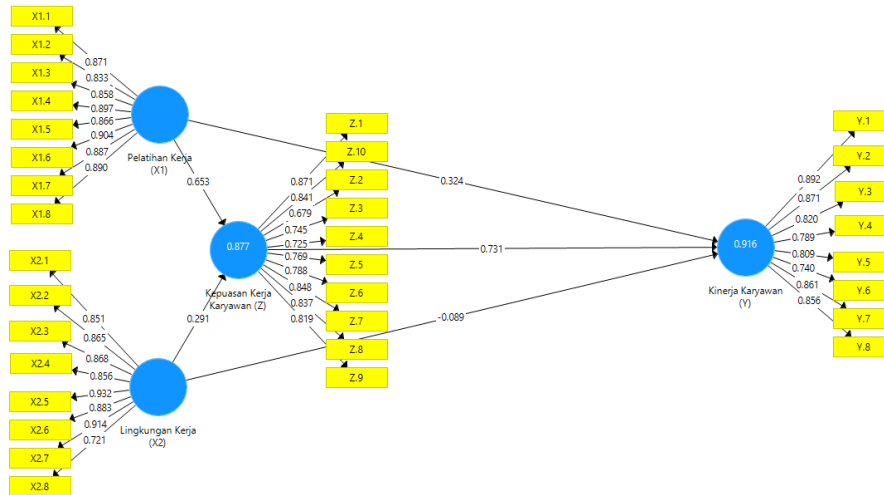 X1.1
X1.2
X1.3
X1.4
X1.5
X1.6
X1.7
X1.8
0.871
0.833
0.858
0.897
0.866
0.904
0.887
0.890
Pelatihan Kerja
(X1)
0.653
0.324
Z.1
Z.10
Z.2
Z.3
Z.4
Z.5
Z.6
Z.7
Z.8
Z.9
0.871
0.841
0.679
0.745
0.725
0.769
0.788
0.848
0.837
0.819
0.877
Kepuasan Kerja
Karyawan (Z)
0.731
0.291
-0.089
X2.1
X2.2
X2.3
X2.4
X2.5
X2.6
X2.7
X2.8
0.851
0.865
0.868
0.856
0.932
0.883
0.914
0.721
Lingkungan Kerja
(X2)
0.916
Kinerja Karyawan
(Y)
0.892
0.871
0.820
0.789
0.809
0.740
0.861
0.856
Y.1
Y.2
Y.3
Y.4
Y.5
Y.6
Y.7
Y.8